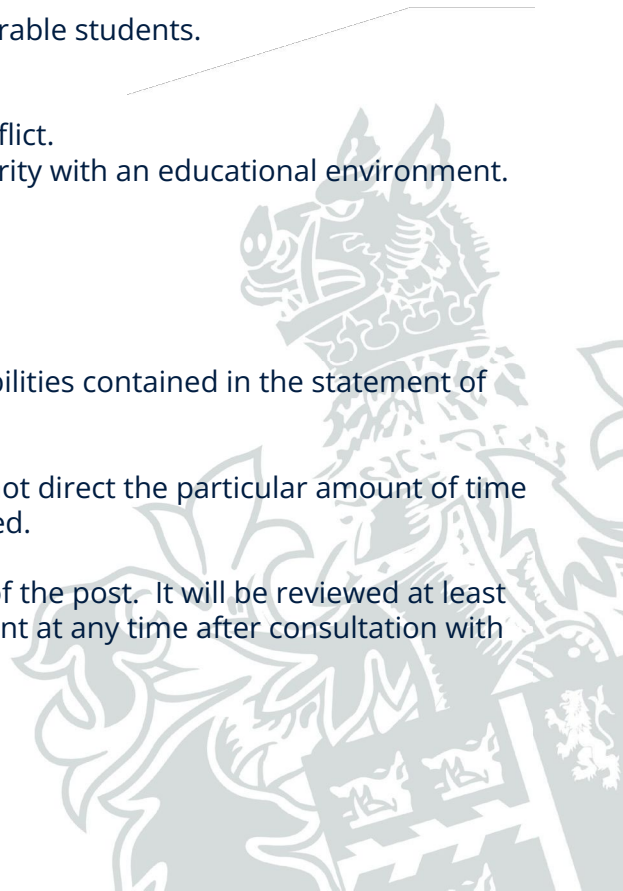 rable students.
flict.
rity with an educational environment.
bilities contained in the statement of
ot direct the particular amount of time
ed.
of the post.  It will be reviewed at least
nt at any time after consultation with